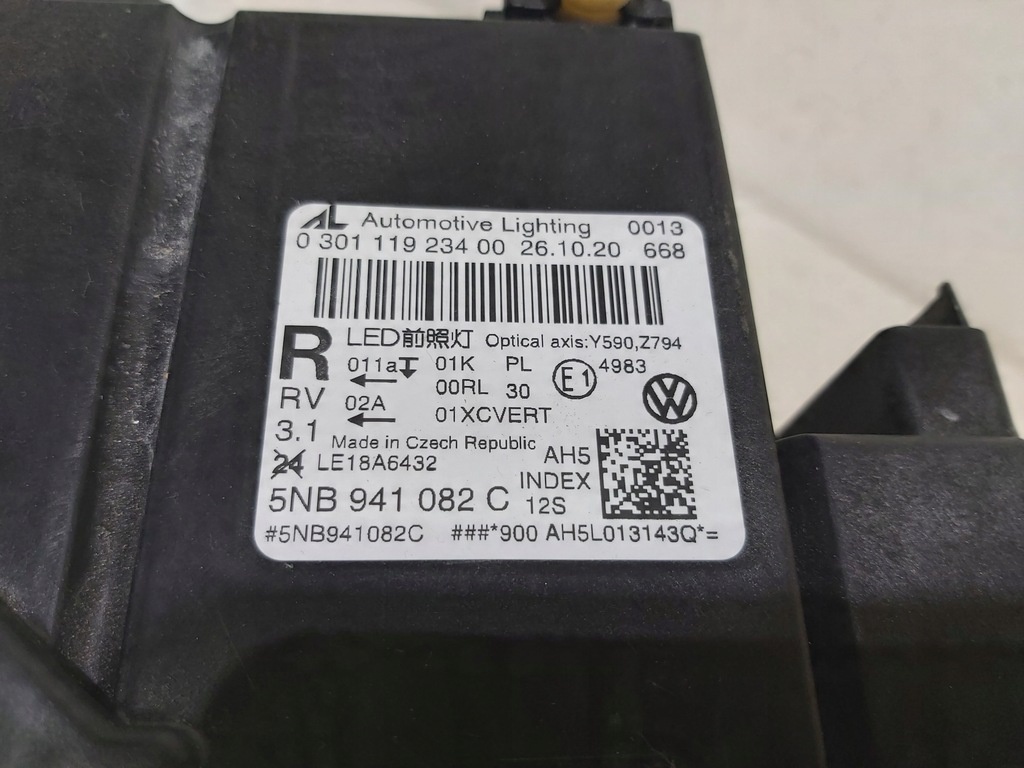 AL Automotive Lighting 0013
0 301 119 234 00 26.10.20 668
R LED前照灯 Optical axis:Y590,Z794
011a 01K PL E1 4983
00RL 30
RV 02A 01XCVERT
3.1 Made in Czech Republic
24 LE18A6432 AH5
INDEX
5NB 941 082 C 12S
#5NB941082C ###*900 AH5L013143Q*=